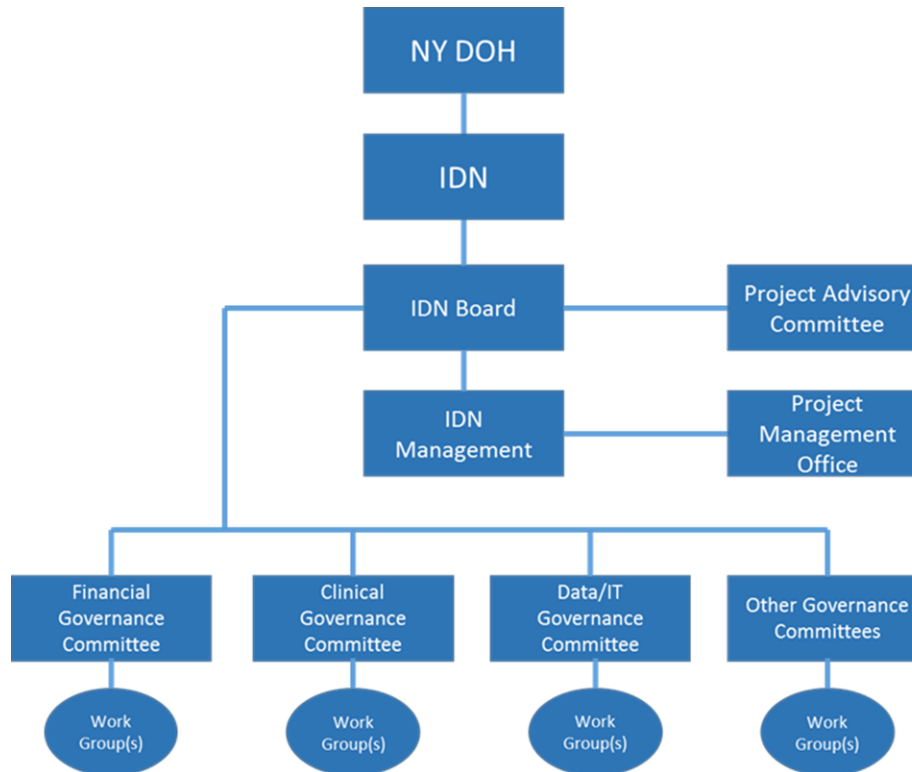 NY DOH
IDN
IDN Board
Project Advisory
Committee
IDN
Management
Project
Management
Office
Financial
Governance
Committee
Clinical
Governance
Committee
Data/IT
Governance
Committee
Other Governance
Committees
Work
Group(s)
Work
Group(s)
Work
Group(s)
Work
Group(s)